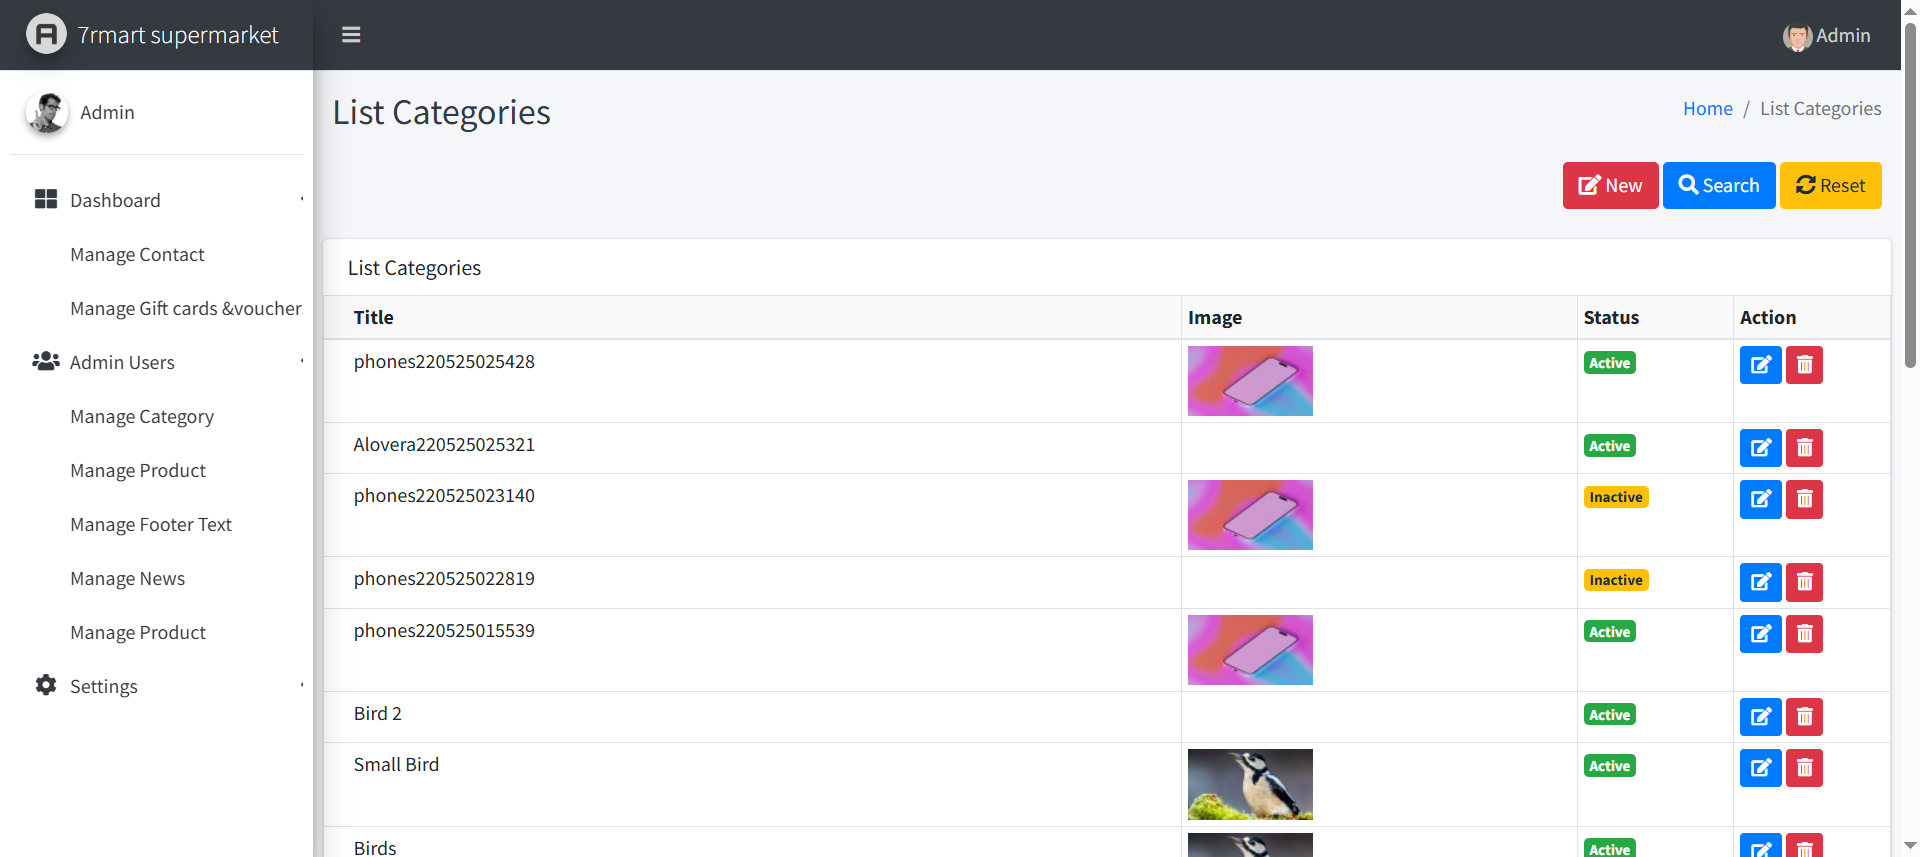 7rmart supermarket
Admin
Admin
List Categories
Home / List Categories
New
Search
Reset
Dashboard
Manage Contact
Manage Gift cards &voucher
Admin Users
Manage Category
Manage Product
Manage Footer Text
Manage News
Manage Product
Settings
List Categories
Title Image Status Action
phones220525025428 Active
Alovera220525025321 Active
phones220525023140 Inactive
phones220525022819 Inactive
phones220525015539 Active
Bird 2 Active
Small Bird Active
Birds Active